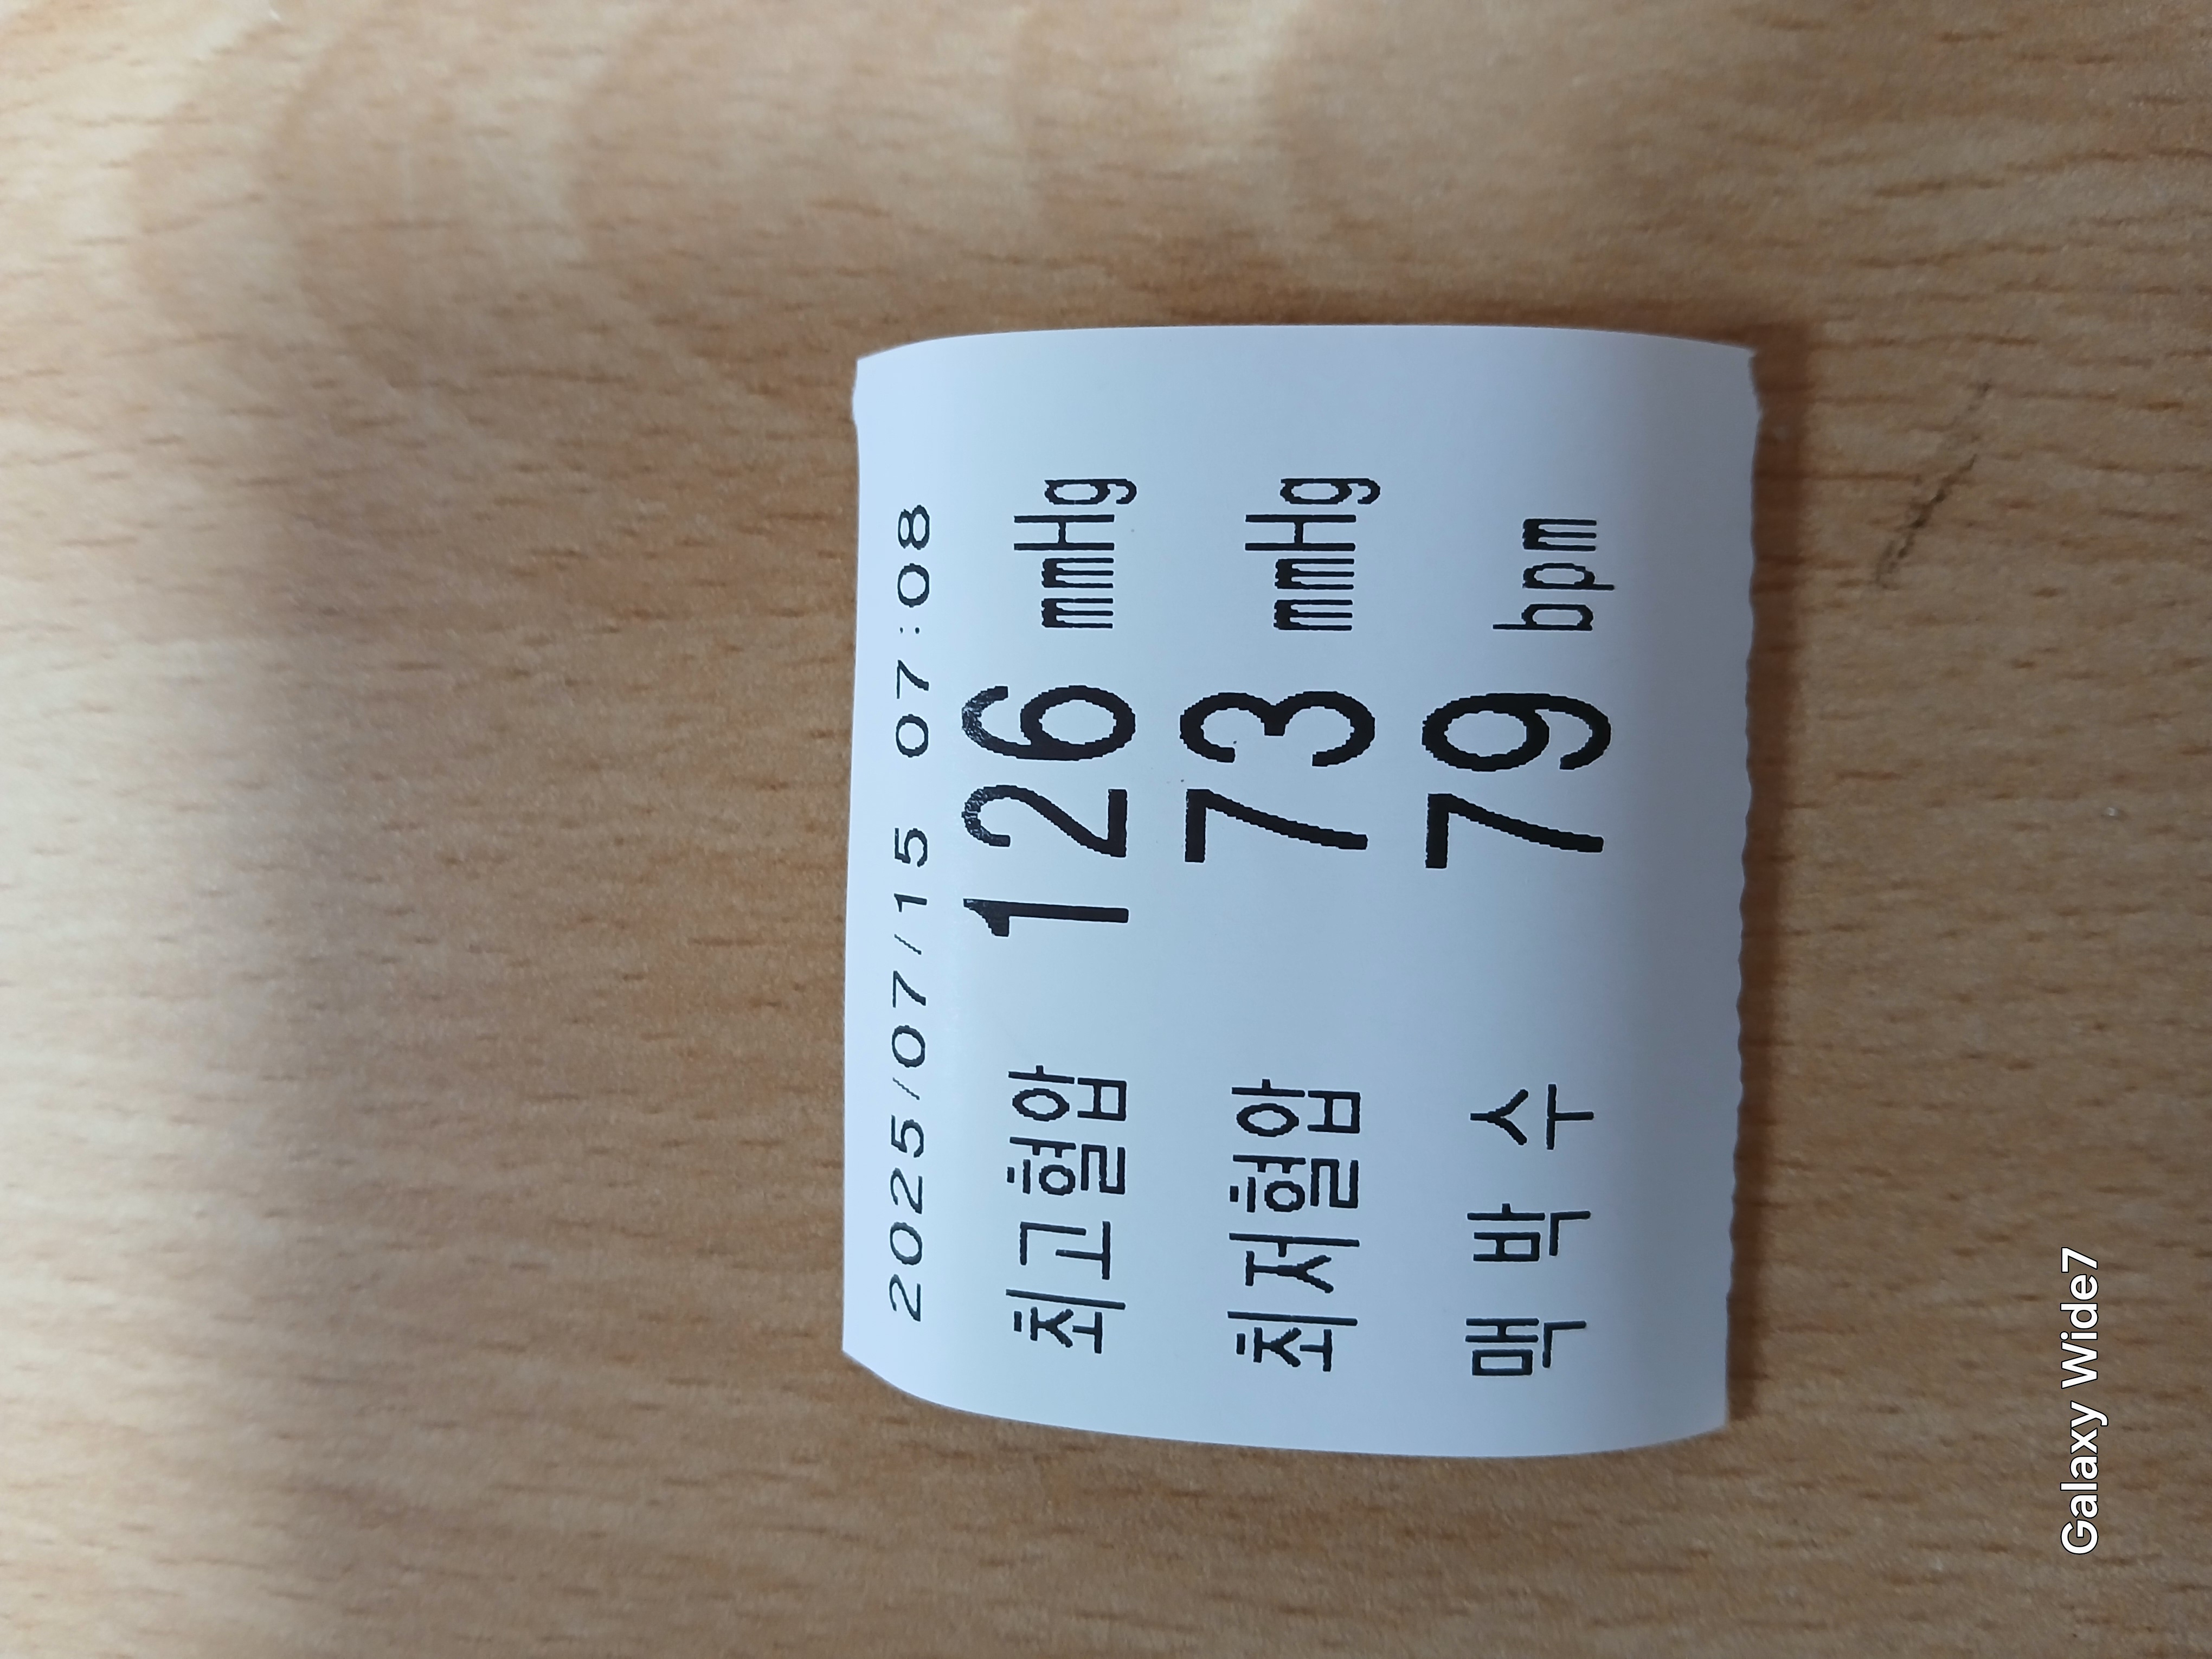 2025/07/15 07:08
최고혈압 126 mmHg
최저혈압 73 mmHg
맥 박 수 79 bpm
Galaxy Wide7